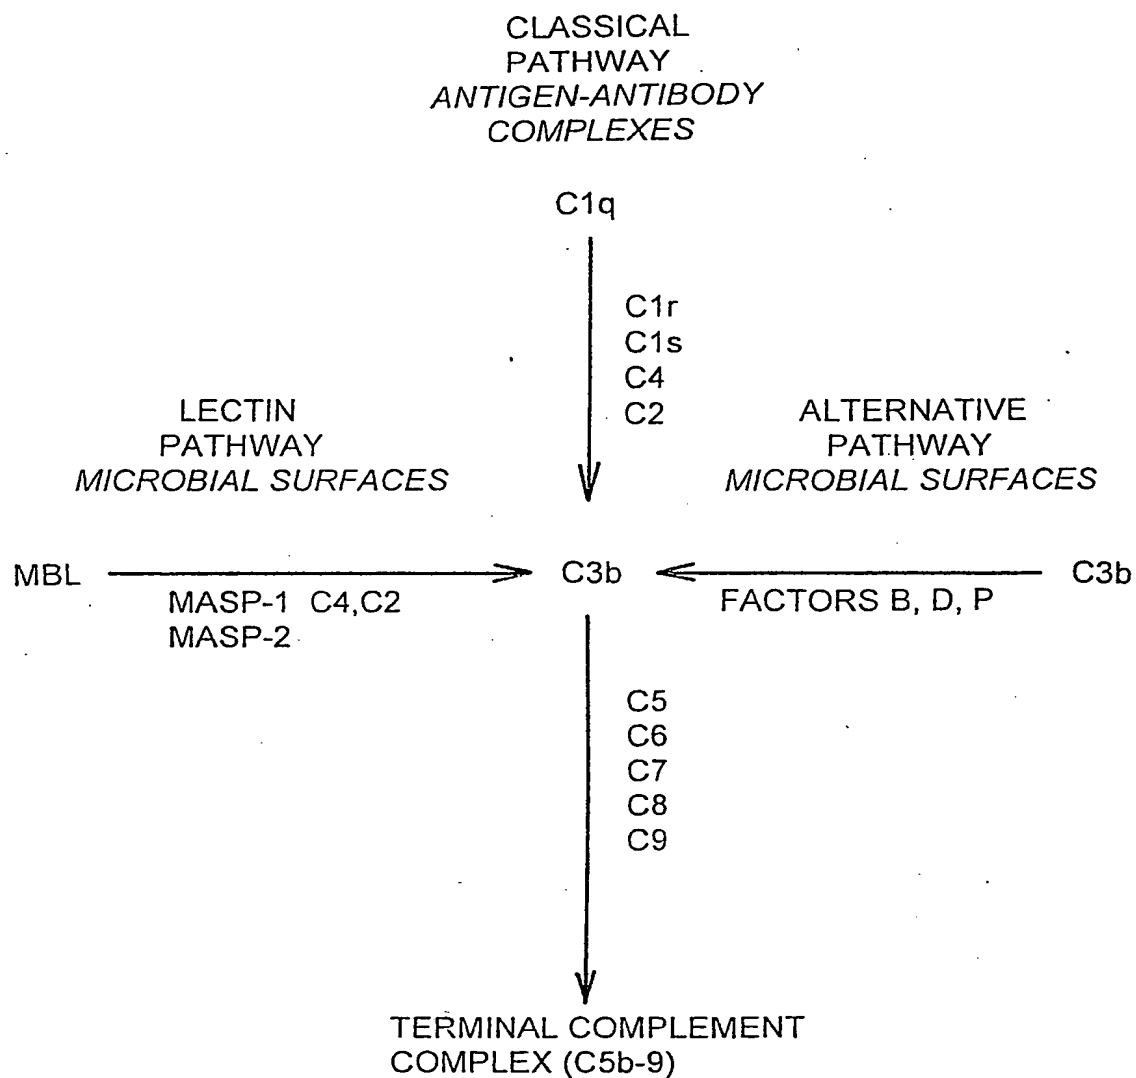 CLASSICAL
PATHWAY
ANTIGEN-ANTIBODY
COMPLEXES
C1q
C1r
C1s
C4
C2
LECTIN
PATHWAY
MICROBIAL SURFACES
ALTERNATIVE
PATHWAY
MICROBIAL SURFACES
MBL
MASP-1 C4,C2
MASP-2
C3b
FACTORS B, D, P
C3b
C5
C6
C7
C8
C9
TERMINAL COMPLEMENT
COMPLEX (C5b-9)